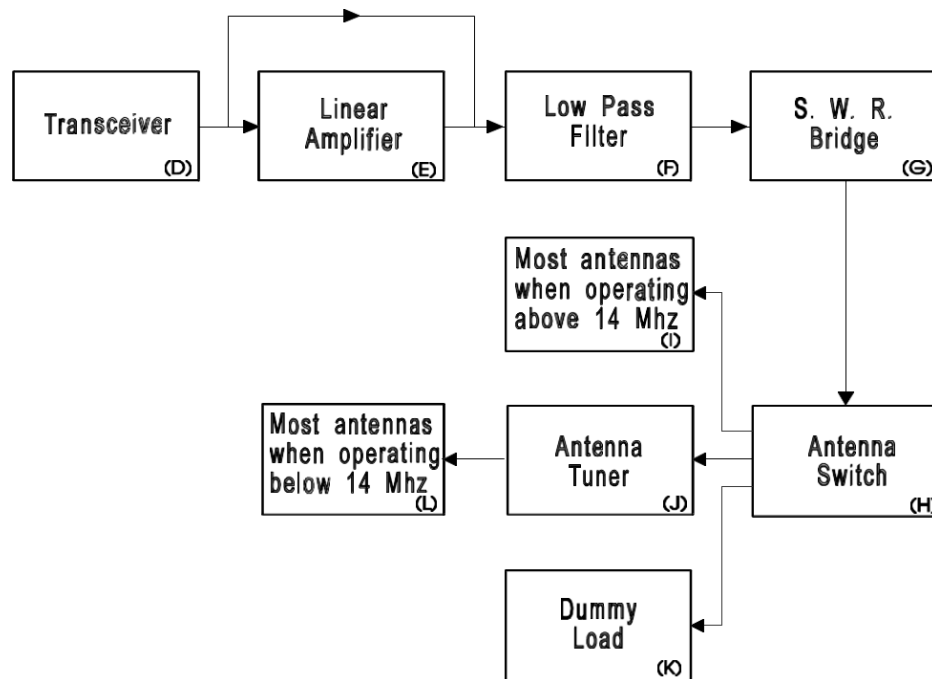 Transceiver
(D)
Linear
Amplifier
(E)
Low Pass
FIlter
(F)
S. W. R.
Bridge
(G)
Most antennas
when operating
above 14 Mhz
(I)
Most antennas
when operating
below 14 Mhz
(L)
Antenna
Tuner
(J)
Antenna
Switch
(H)
Dummy
Load
(K)